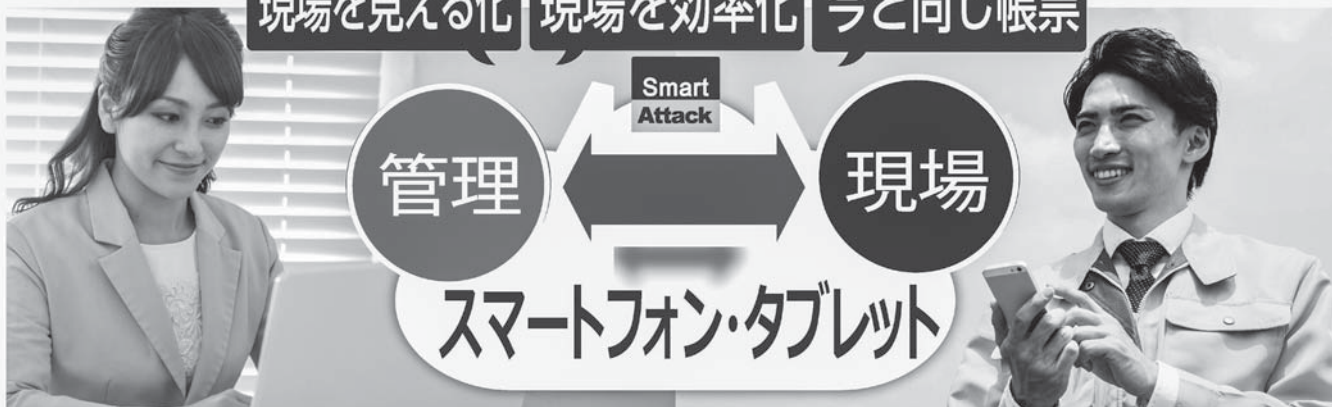 現場を見える化
現場を効率化
今と同じ帳票
Smart
Attack
管理
現場
スマートフォン・タブレット